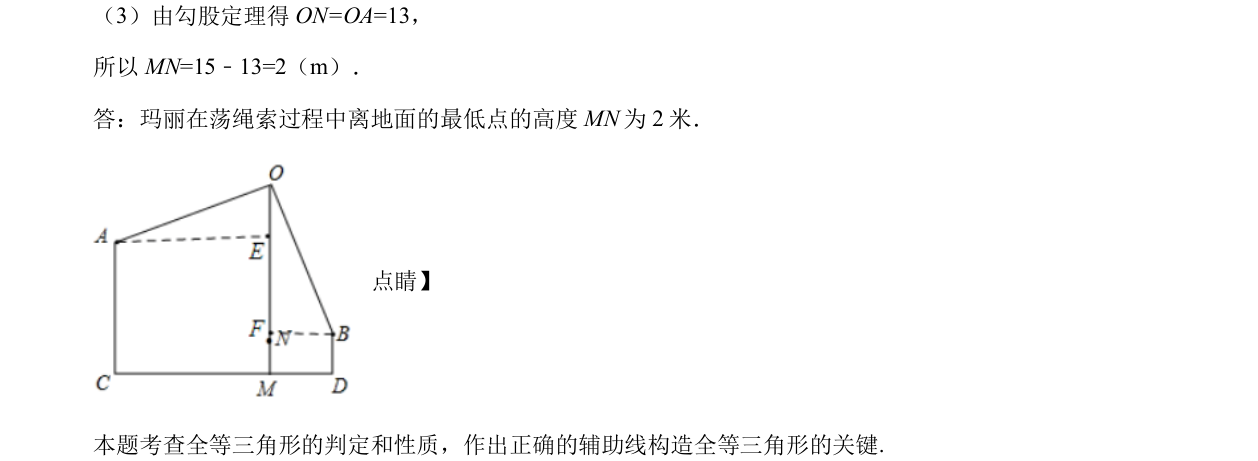 （3）由勾股定理得 ON=OA=13，
所以 MN=15﹣13=2（m）．
答：玛丽在荡绳索过程中离地面的最低点的高度 MN 为 2 米．
O
A
E
点睛】
F
N
B
C
M
D
本题考查全等三角形的判定和性质，作出正确的辅助线构造全等三角形的关键.